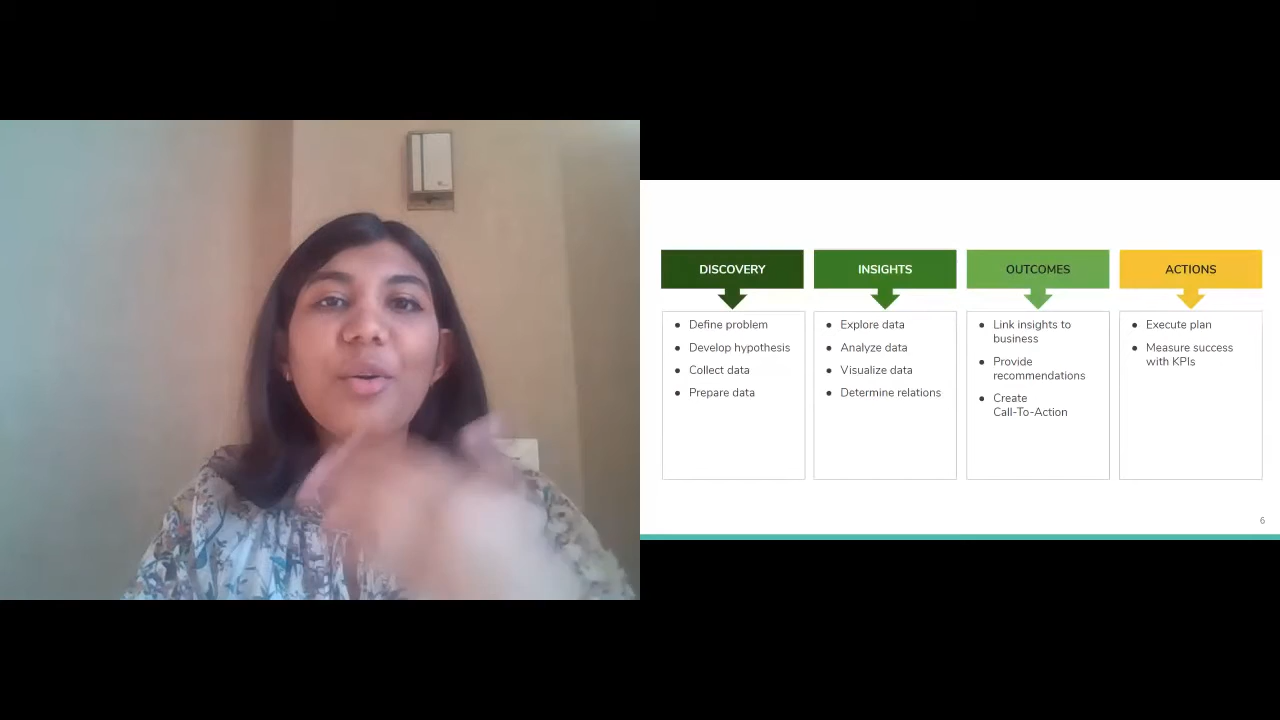 DISCOVERY
INSIGHTS
OUTCOMES
ACTIONS
● Define problem
● Develop hypothesis
● Collect data
● Prepare data
● Explore data
● Analyze data
● Visualize data
● Determine relations
● Link insights to
business
● Provide
recommendations
● Create
Call-To-Action
● Execute plan
● Measure success
with KPIs
6